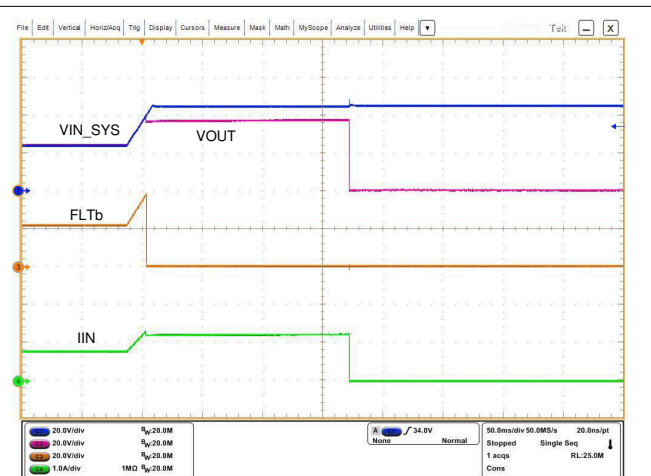 File Edit Vertical Horiz/Acq Trig Display Cursors Measure Mask Math MyScope Analyze Utilities Help Tek X
VIN_SYS
VOUT
FLTb
3
IIN
4
20.0V/div BW:20.0M
20.0V/div BW:20.0M
20.0V/div BW:20.0M
1.0A/div 1MΩ BW:20.0M
A 34.0V
None Normal
50.0ms/div 50.0MS/s 20.0ns/pt
Stopped Single Seq
1 acqs RL:25.0M
Cons